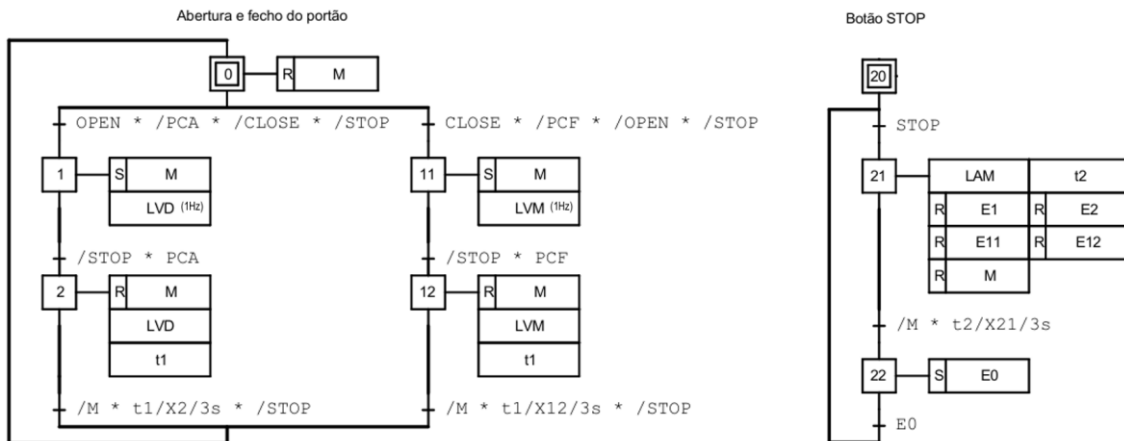 Abertura e fecho do portão
Botão STOP
0 R M
20
OPEN * /PCA * /CLOSE * /STOP
CLOSE * /PCF * /OPEN * /STOP
STOP
1 S M
LVD (1Hz)
11 S M
LVM (1Hz)
21 LAM t2
R E1 R E2
R E11 R E12
R M
/STOP * PCA
/STOP * PCF
2 R M
LVD
t1
12 R M
LVM
t1
/M * t2/X21/3s
22 S E0
/M * t1/X2/3s * /STOP
/M * t1/X12/3s * /STOP
E0